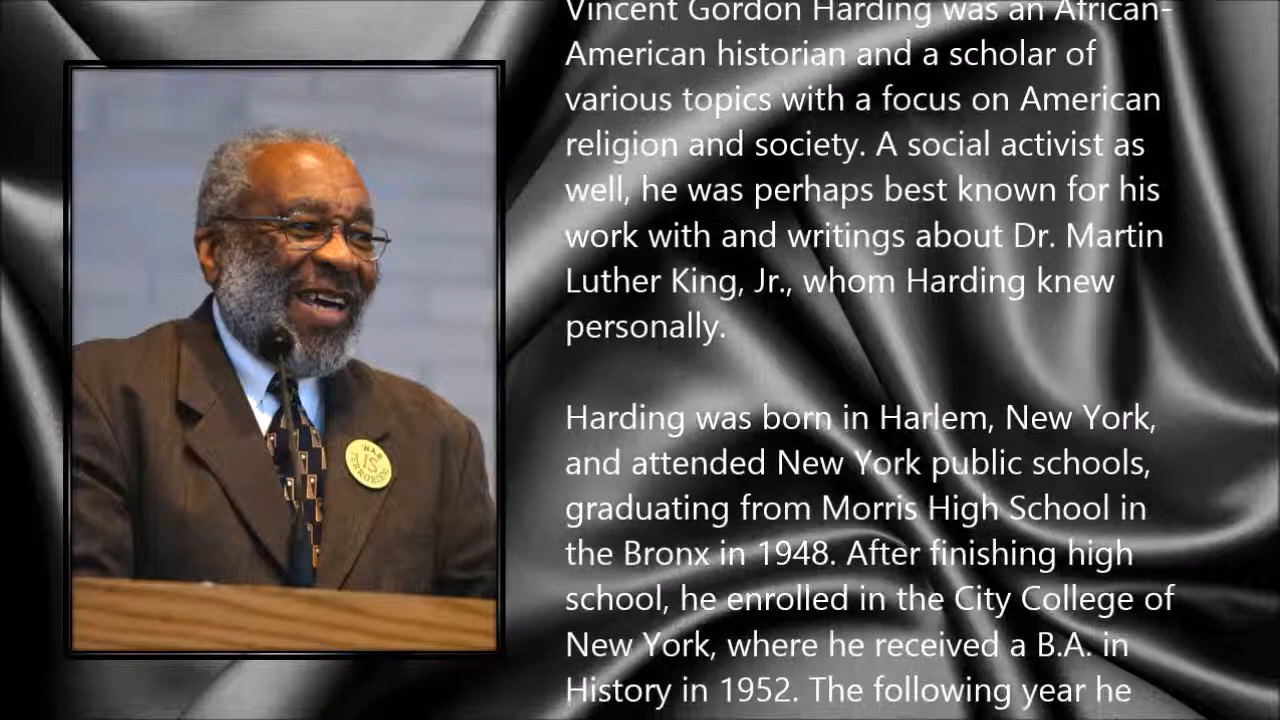 Vincent Gordon Harding was an African-
American historian and a scholar of
various topics with a focus on American
religion and society. A social activist as
well, he was perhaps best known for his
work with and writings about Dr. Martin
Luther King, Jr., whom Harding knew
personally.
Harding was born in Harlem, New York,
and attended New York public schools,
graduating from Morris High School in
the Bronx in 1948. After finishing high
school, he enrolled in the City College of
New York, where he received a B.A. in
History in 1952. The following year he
WAR
IS
TERRORISM